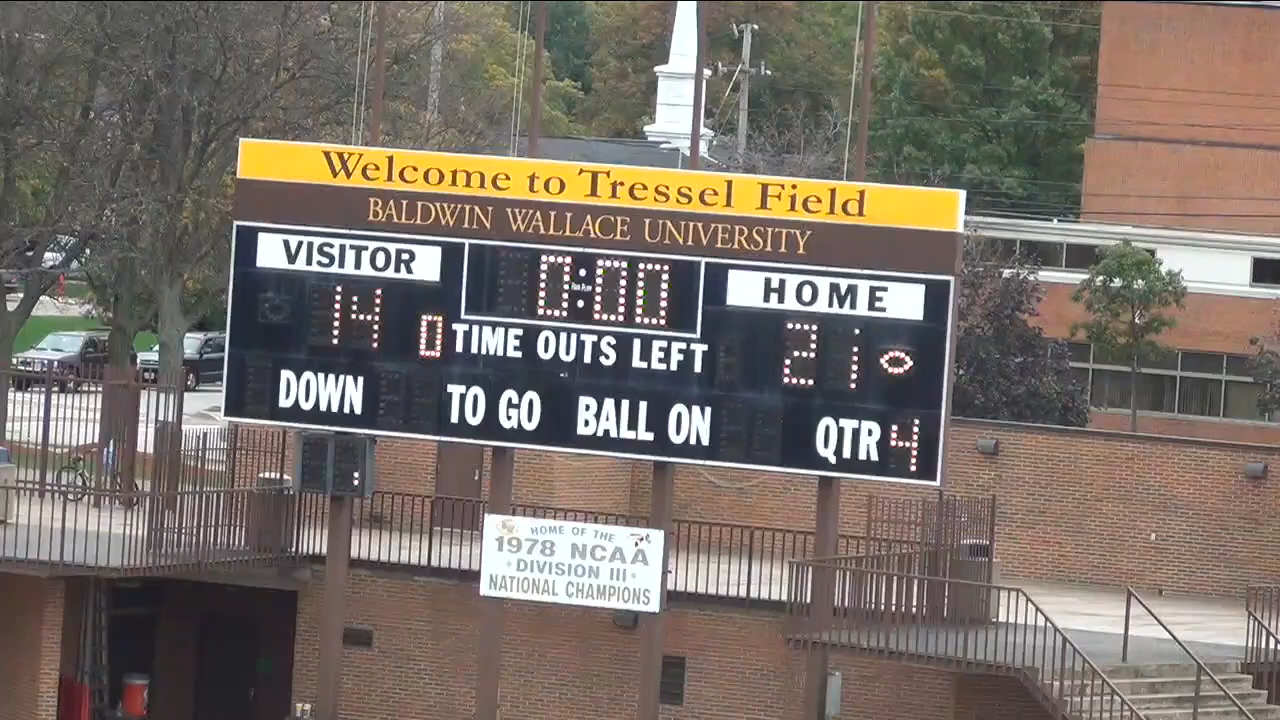 Welcome to Tressel Field
BALDWIN WALLACE UNIVERSITY
VISITOR 0:00 HOME
14 0 TIME OUTS LEFT 21
DOWN TO GO BALL ON QTR 4
HOME OF THE
1978 NCAA
DIVISION III
NATIONAL CHAMPIONS